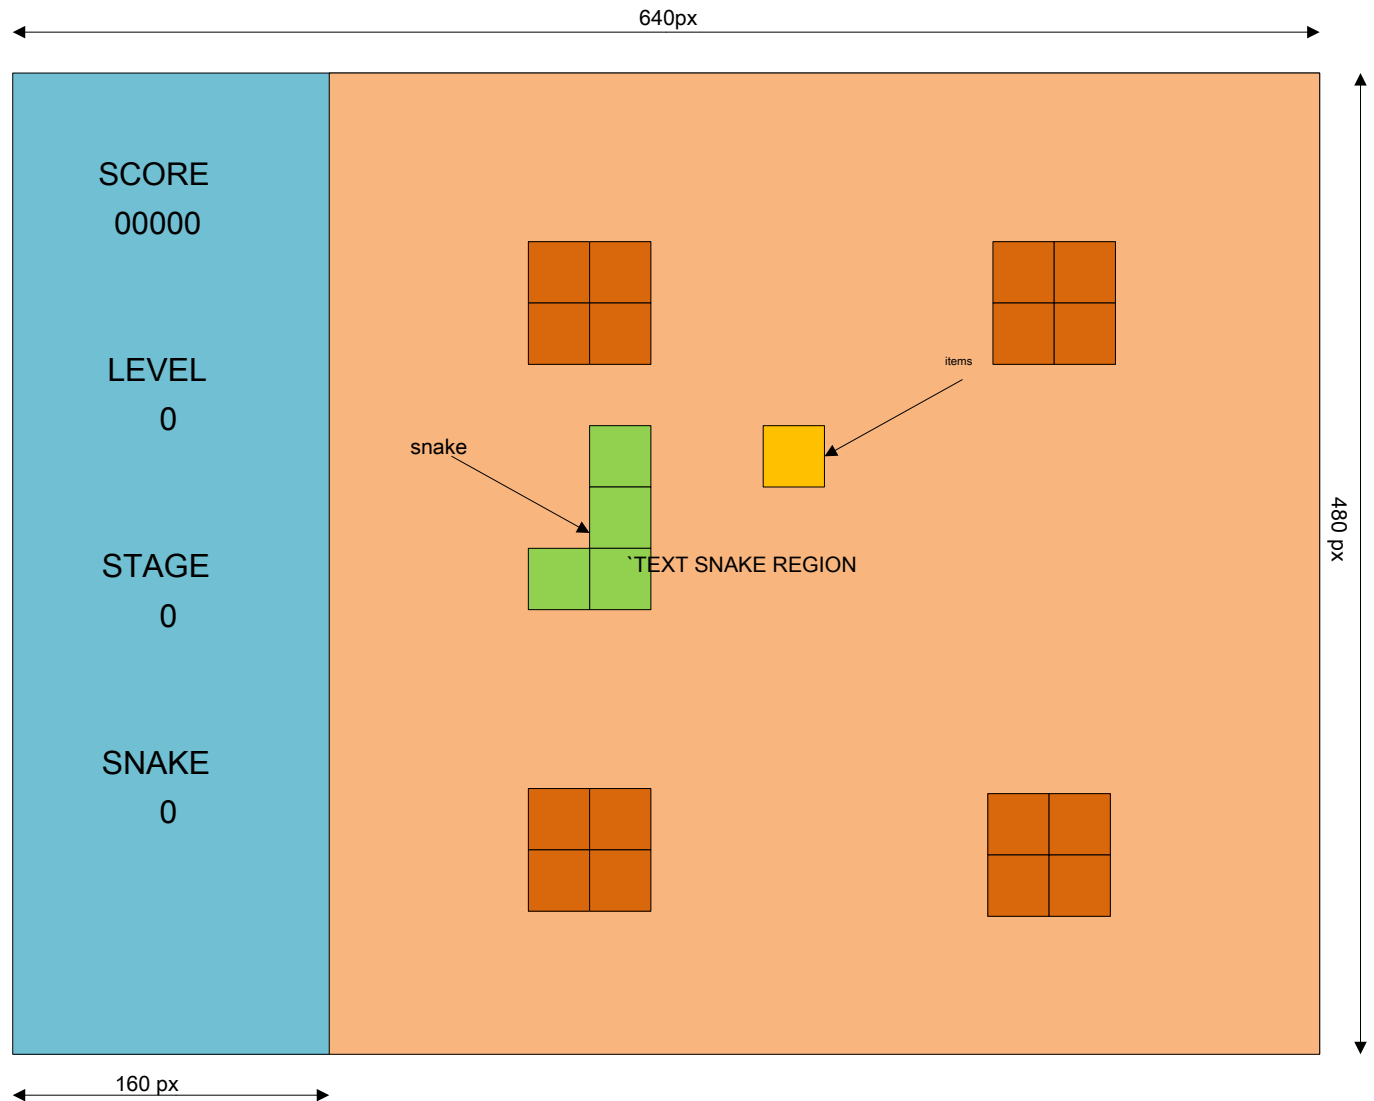 640px
SCORE
00000
LEVEL
0
STAGE
0
SNAKE
0
items
snake
`TEXT SNAKE REGION
480 px
160 px